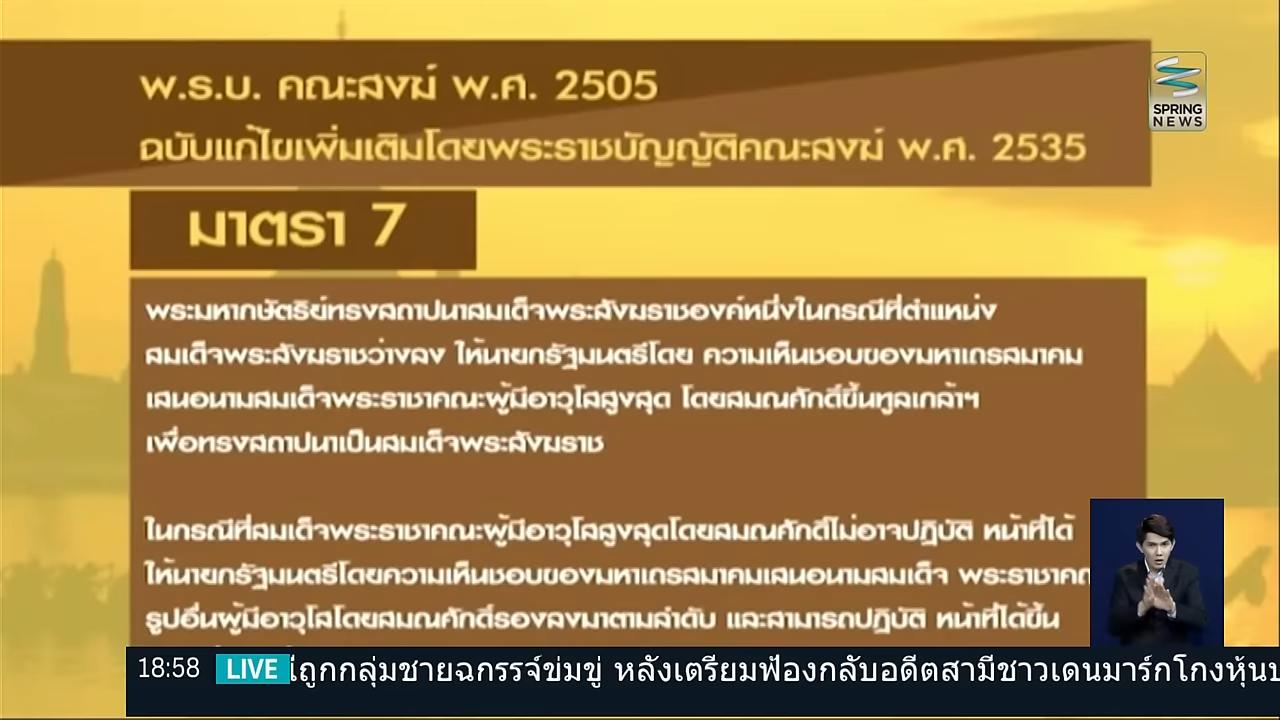 พ.ร.บ. คณะสงฆ์ พ.ศ. 2505
ฉบับแก้ไขเพิ่มเติมโดยพระราชบัญญัติคณะสงฆ์ พ.ศ. 2535
SPRING
NEWS
มาตรา 7
พระมหากษัตริย์ทรงสถาปนาสมเด็จพระสังฆราชองค์หนึ่งในกรณีที่ตำแหน่ง
สมเด็จพระสังฆราชว่างลง ให้นายกรัฐมนตรีโดย ความเห็นชอบของมหาเถรสมาคม
เสนอนามสมเด็จพระราชาคณะผู้มีอาวุโสสูงสุด โดยสมณศักดิ์ขึ้นทูลเกล้าฯ
เพื่อทรงสถาปนาเป็นสมเด็จพระสังฆราช
ในกรณีที่สมเด็จพระราชาคณะผู้มีอาวุโสสูงสุดโดยสมณศักดิ์ไม่อาจปฏิบัติ หน้าที่ได้
ให้นายกรัฐมนตรีโดยความเห็นชอบของมหาเถรสมาคมเสนอนามสมเด็จ พระราชาคณ
รูปอื่นผู้มีอาวุโสโดยสมณศักดิ์รองลงมาตามลำดับ และสามารถปฏิบัติ หน้าที่ได้ขึ้น
18:58 LIVE ถูกกลุ่มชายฉกรรจ์ข่มขู่ หลังเตรียมฟ้องกลับอดีตสามีชาวเดนมาร์กโกงหุ้น